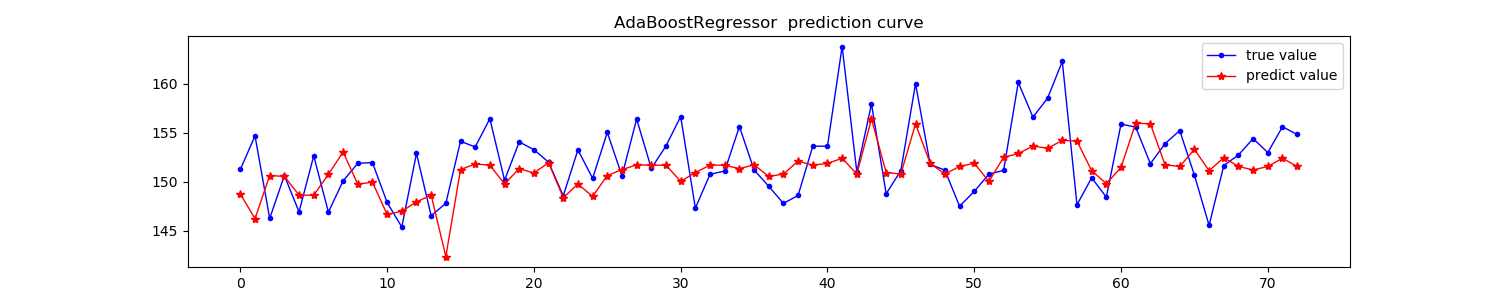 AdaBoostRegressor  prediction curve
true value
predict value
160
155
150
145
0 10 20 30 40 50 60 70